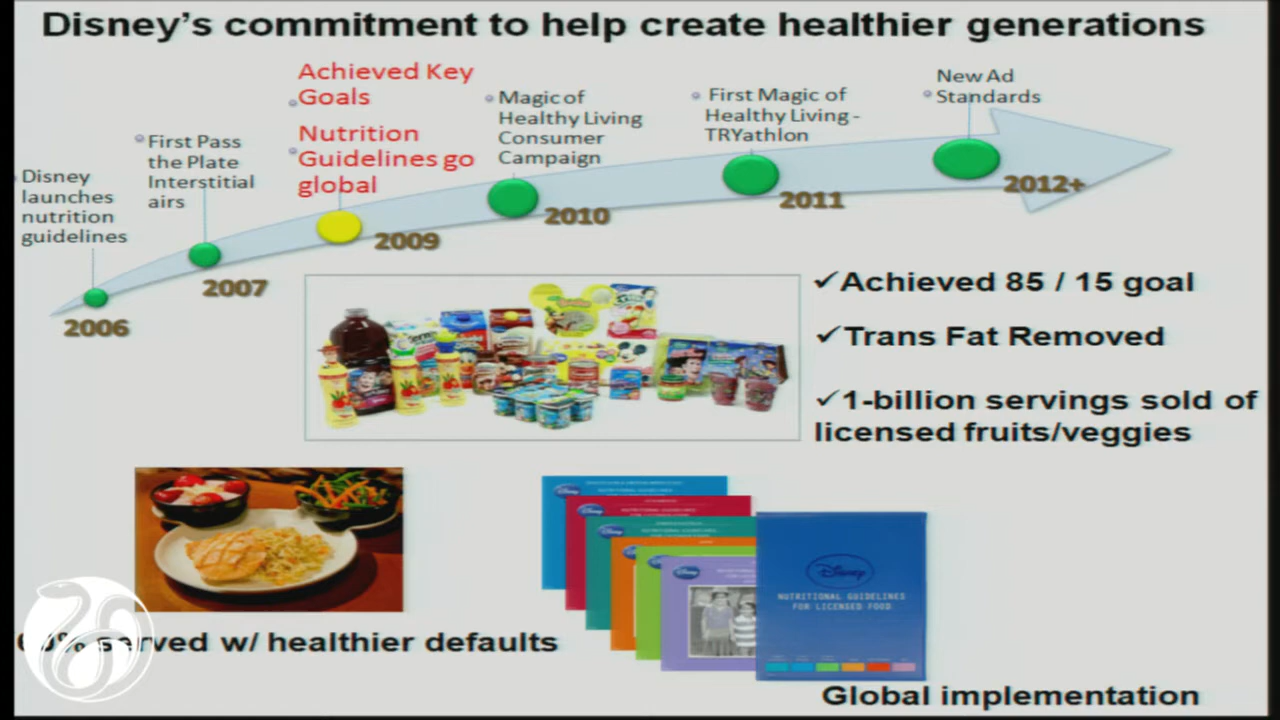 Disney's commitment to help create healthier generations
Disney
launches
nutrition
guidelines
2006
First Pass
the Plate
Interstitial
airs
2007
Achieved Key
Goals
Nutrition
Guidelines go
global
2009
Magic of
Healthy Living
Consumer
Campaign
2010
First Magic of
Healthy Living -
TRYathlon
2011
New Ad
Standards
2012+
✓Achieved 85 / 15 goal
✓Trans Fat Removed
✓1-billion servings sold of
licensed fruits/veggies
served w/ healthier defaults
Disney
NUTRITIONAL GUIDELINES
FOR LICENSED FOOD
Global implementation